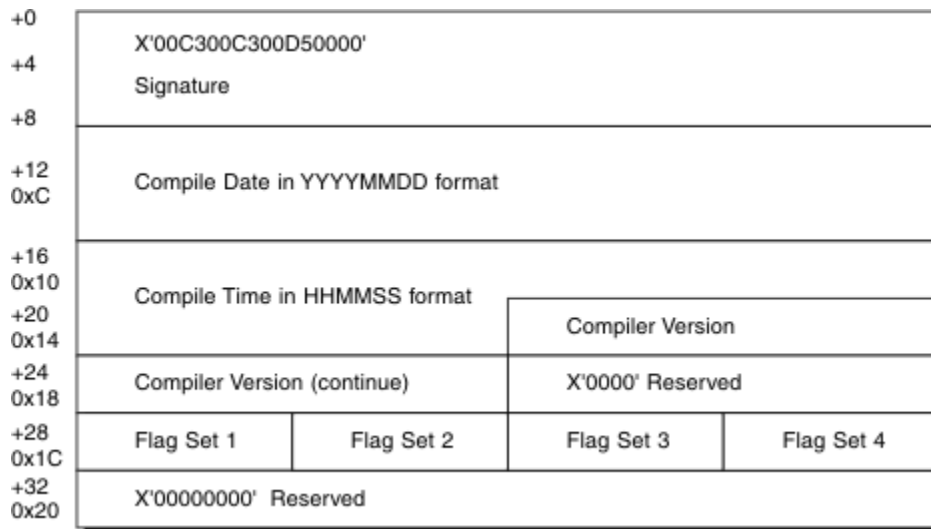 +0
X'00C300C300D50000'
+4
Signature
+8
+12
0xC
Compile Date in YYYYMMDD format
+16
0x10
Compile Time in HHMMSS format
+20
0x14
Compiler Version
+24
0x18
Compiler Version (continue)
X'0000' Reserved
+28
0x1C
Flag Set 1
Flag Set 2
Flag Set 3
Flag Set 4
+32
0x20
X'00000000' Reserved